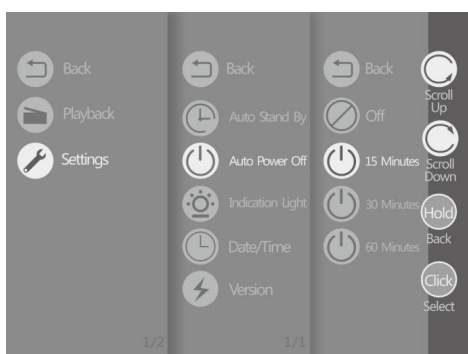 Back
Playback
Settings
1/2
Back
Auto Stand By
Auto Power Off
Indication Light
Date/Time
Version
1/1
Back
Off
15 Minutes
30 Minutes
60 Minutes
Scroll
Up
Scroll
Down
Hold
Back
Click
Select